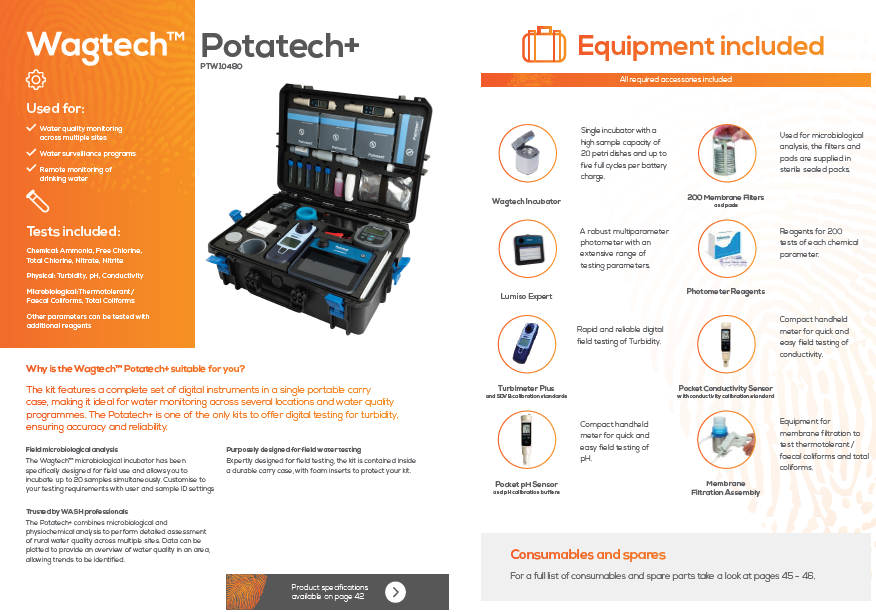 Wagtech™
Potatech+
PTW10480
Used for:
Water quality monitoring
across multiple sites
Water surveillance programs
Remote monitoring of
drinking water
Tests included:
Chemical: Ammonia, Free Chlorine,
Total Chlorine, Nitrate, Nitrite
Physical: Turbidity, pH, Conductivity
Microbiological:Thermotolerant/
Faecal Coliforms, Total Coliforms
Other parameters can be tested with
additional reagents
Why is the Wagtech™ Potatech+ suitable for you?
The kit features a complete set of digital instruments in a single portable carry
case, making it ideal for water monitoring across several locations and water quality
programmes. The Potatech+ is one of the only kits to offer digital testing for turbidity,
ensuring accuracy and reliability.
Field microbiological analysis
The Wagtech™ microbiological incubator has been
specifically designed for field use and allows you to
incubate up to 20 samples simultaneously. Customise to
your testing requirements with user and sample ID settings
Trusted by WASH professionals
The Potatech+ combines microbiological and
physiochemical analysis to perform detailed assessment
of rural water quality across multiple sites. Data can be
plotted to provide an overview of water quality in an area,
allowing trends to be identified.
Purposely designed for field water testing
Expertly designed for field testing, the kit is contained inside
a durable carry case, with foam inserts to protect your kit.
Product specifications
available on page 42
Equipment included
All required accessories included
Wagtech Incubator
Single incubator with a
high sample capacity of
20 petri dishes and up to
five full cycles per battery
charge.
200 Membrane Filters
and pads
Used for microbiological
analysis, the filters and
pads are supplied in
sterile sealed packs.
Lumiso Expert
A robust multiparameter
photometer with an
extensive range of
testing parameters.
Photometer Reagents
Reagents for 200
tests of each chemical
parameter.
Turbimeter Plus
and SDVB calibration standards
Rapid and reliable digital
field testing of Turbidity.
Pocket Conductivity Sensor
with conductivity calibration standard
Compact handheld
meter for quick and
easy field testing of
conductivity.
Pocket pH Sensor
and pH calibration buffers
Compact handheld
meter for quick and
easy field testing of
pH.
Membrane
Filtration Assembly
Equipment for
membrane filtration to
test thermotolerant /
faecal coliforms and total
coliforms.
Consumables and spares
For a full list of consumables and spare parts take a look at pages 45 - 46.